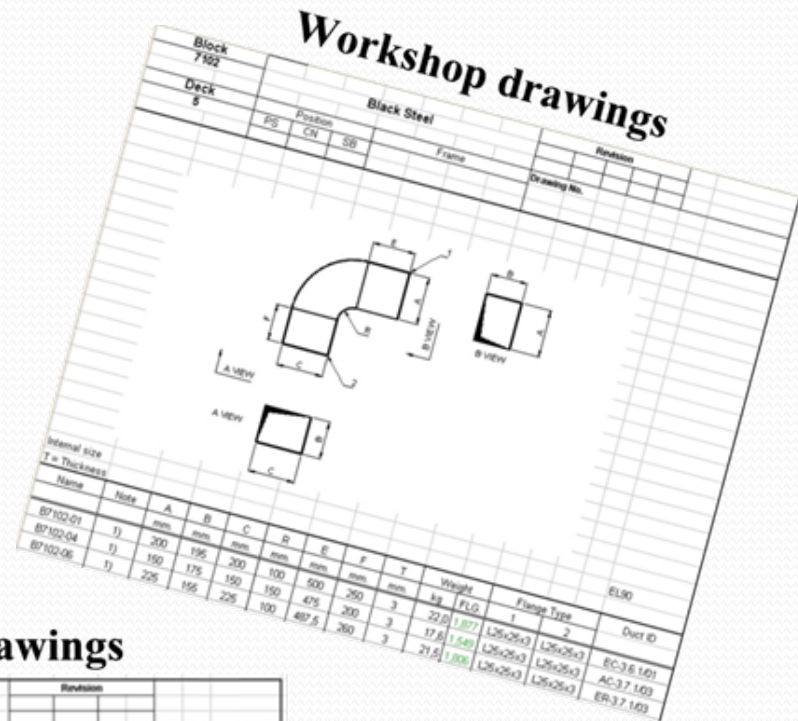 Workshop drawings
Block
7102
Deck
5
Black Steel
Position
PS CN SB
Frame
Revision
Drawing No.
E
1
A
F
R
B VIEW
C
2
A VIEW
B
A
B VIEW
A VIEW
B
C
Internal size
T = Thickness
EL90
Name Note A B C R E F T Weight Flange Type Duct ID
mm. mm. mm. mm. mm. mm. mm. kg FLG. 1 2
B7102-01 1) 200 195 200 100 500 250 3 22,0 1,877 L25x25x3 L25x25x3 EC-3.6.1/01
B7102-04 1) 150 175 150 150 475 200 3 17,6 1,549 L25x25x3 L25x25x3 AC-3.7.1/03
B7102-06 1) 225 155 225 100 487,5 260 3 21,5 1,806 L25x25x3 L25x25x3 ER-3.7.1/03
awings
Revision